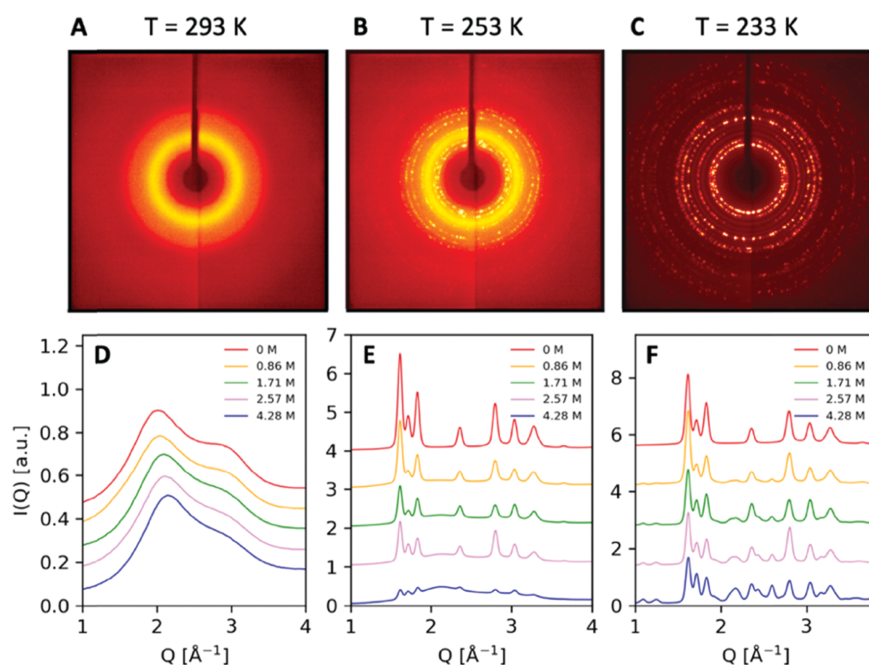 A T = 293 K
B T = 253 K
C T = 233 K
D
0 M
0.86 M
1.71 M
2.57 M
4.28 M
1.2
1.0
0.8
0.6
0.4
0.2
0.0
I(Q) [a.u.]
1 2 3 4
Q [Å⁻¹]
E
0 M
0.86 M
1.71 M
2.57 M
4.28 M
7
6
5
4
3
2
1
0
1 2 3 4
Q [Å⁻¹]
F
0 M
0.86 M
1.71 M
2.57 M
4.28 M
8
6
4
2
0
1 2 3
Q [Å⁻¹]